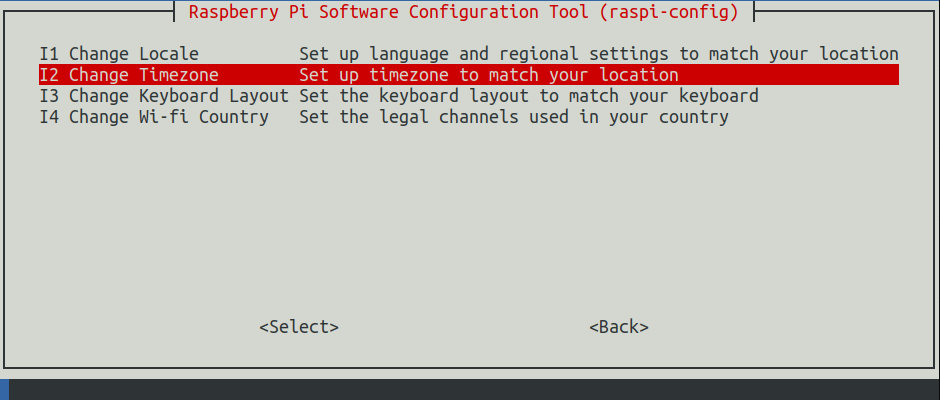 Raspberry Pi Software Configuration Tool (raspi-config)
I1 Change Locale Set up language and regional settings to match your location
I2 Change Timezone Set up timezone to match your location
I3 Change Keyboard Layout Set the keyboard layout to match your keyboard
I4 Change Wi-fi Country Set the legal channels used in your country
<Select> <Back>